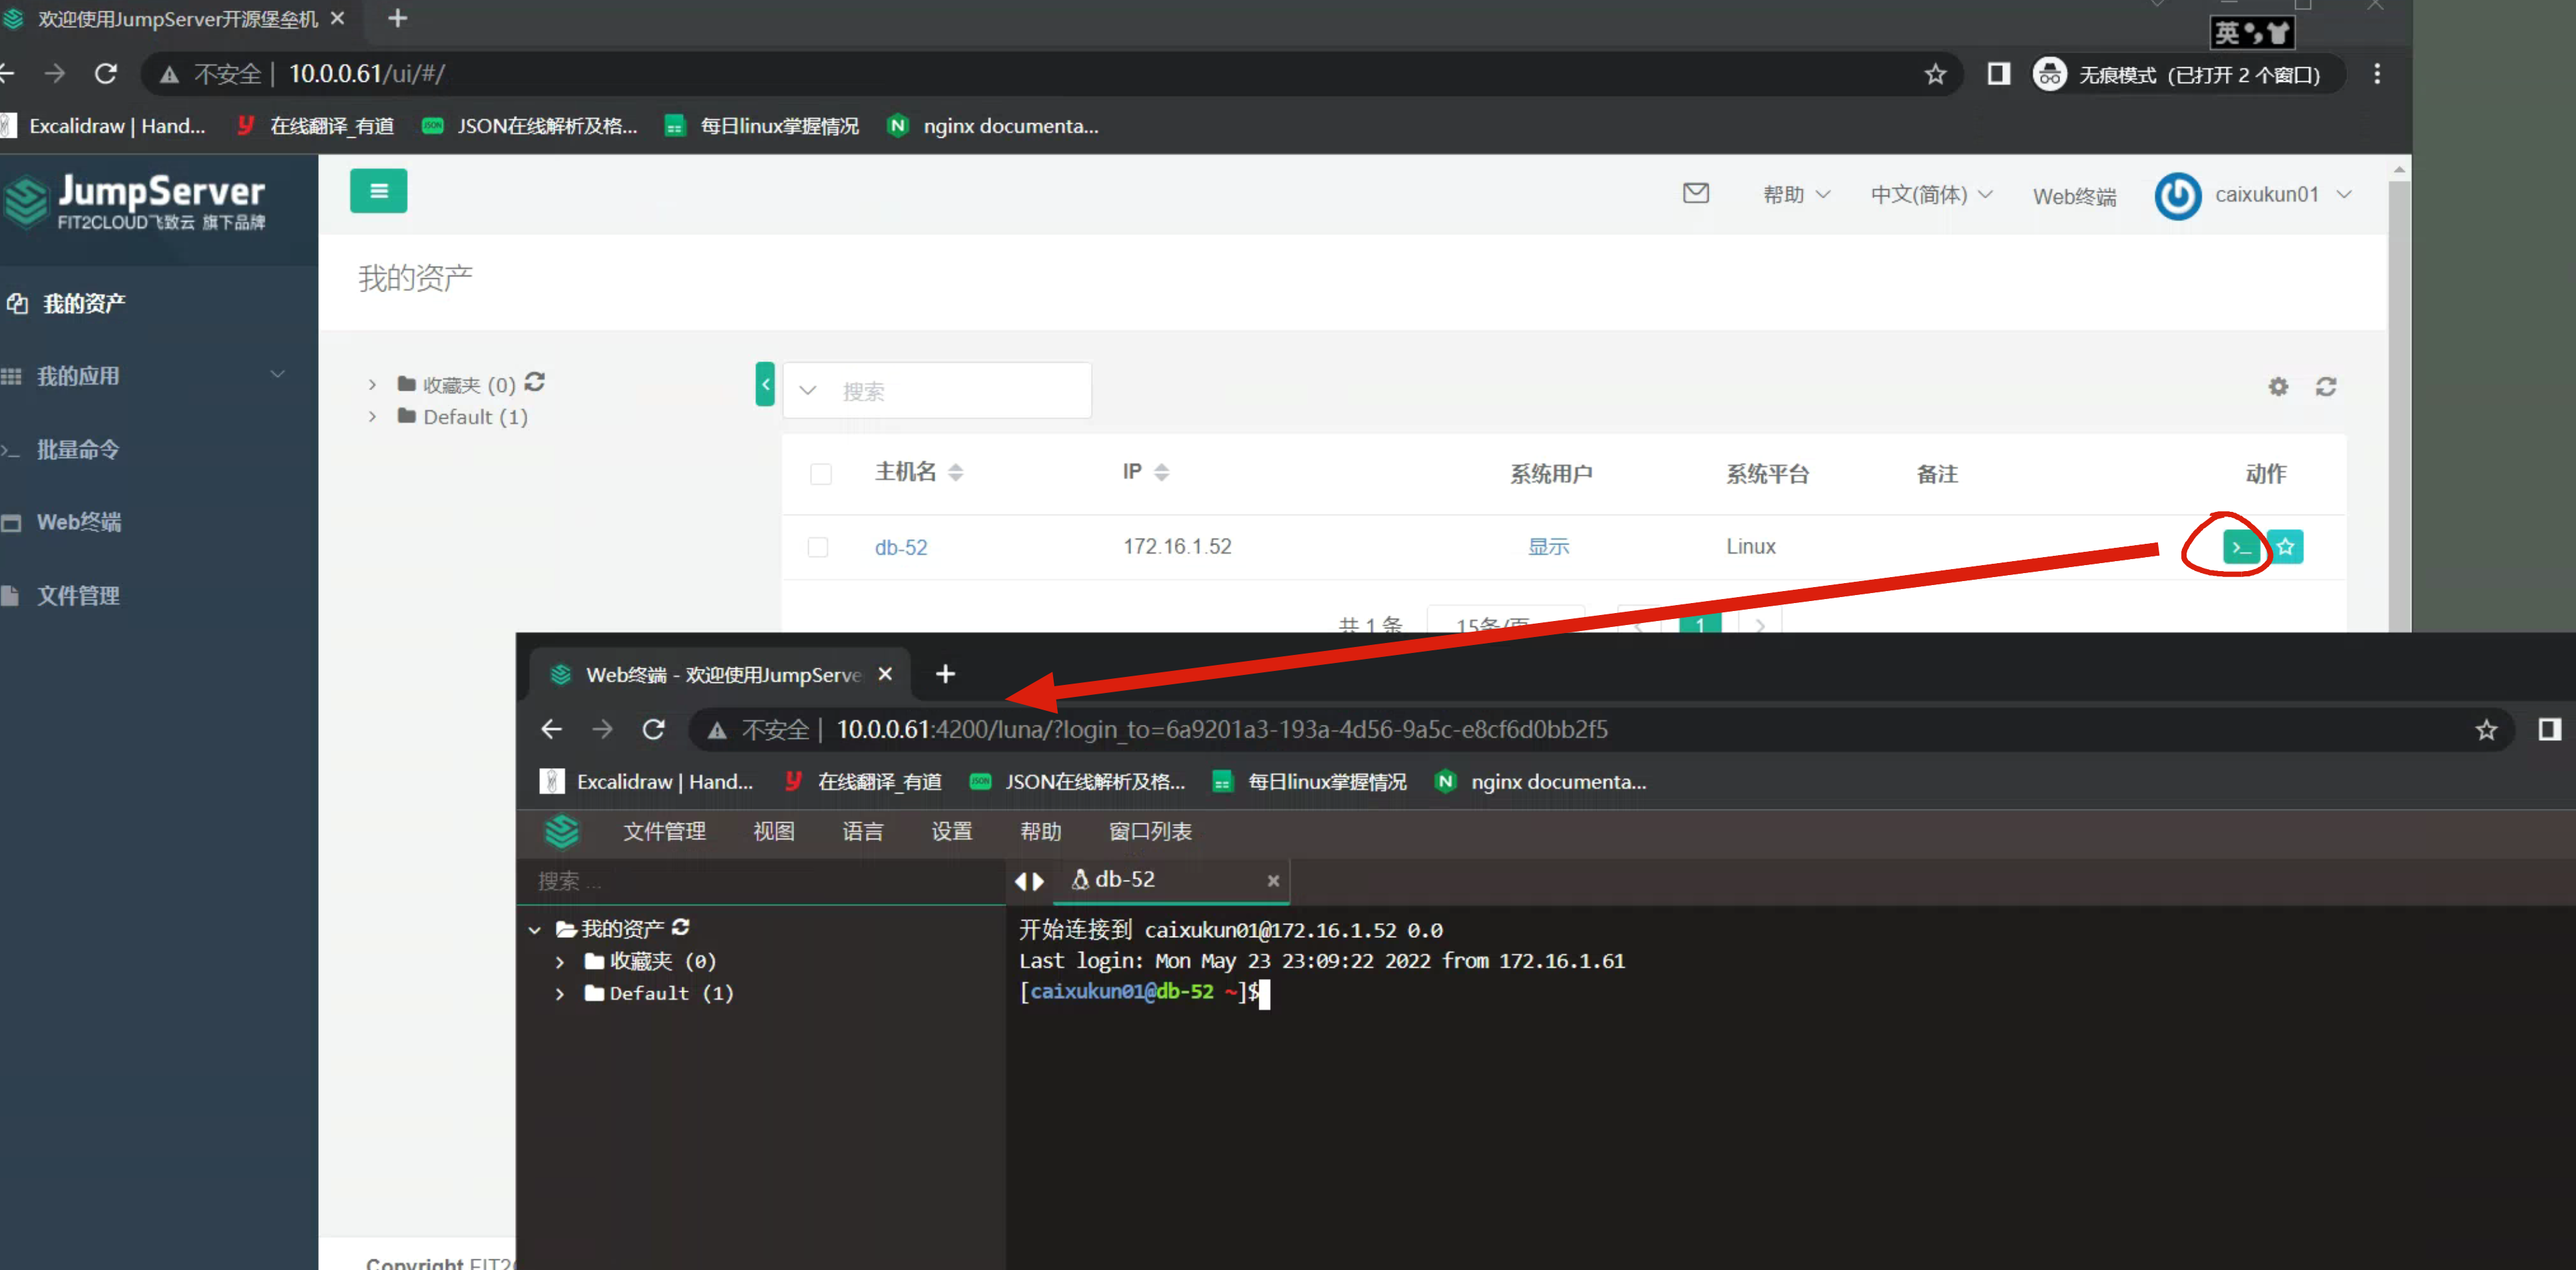 欢迎使用JumpServer开源堡垒机
英
不安全 | 10.0.0.61/ui/#/
无痕模式 (已打开 2 个窗口)
Excalidraw | Hand...
在线翻译_有道
JSON在线解析及格...
每日linux掌握情况
nginx documenta...
JumpServer
FIT2CLOUD飞致云 旗下品牌
帮助
中文(简体)
Web终端
caixukun01
我的资产
我的应用
批量命令
Web终端
文件管理
我的资产
收藏夹 (0)
Default (1)
搜索
主机名 IP 系统用户 系统平台 备注 动作
db-52 172.16.1.52 显示 Linux
共 1 条 15条/页 1
Web终端 - 欢迎使用JumpServe
不安全 | 10.0.0.61:4200/luna/?login_to=6a9201a3-193a-4d56-9a5c-e8cf6d0bb2f5
Excalidraw | Hand...
在线翻译_有道
JSON在线解析及格...
每日linux掌握情况
nginx documenta...
文件管理 视图 语言 设置 帮助 窗口列表
搜索 ...
db-52
我的资产
收藏夹 (0)
Default (1)
开始连接到 caixukun01@172.16.1.52 0.0
Last login: Mon May 23 23:09:22 2022 from 172.16.1.61
[caixukun01@db-52 ~]$
Copyright